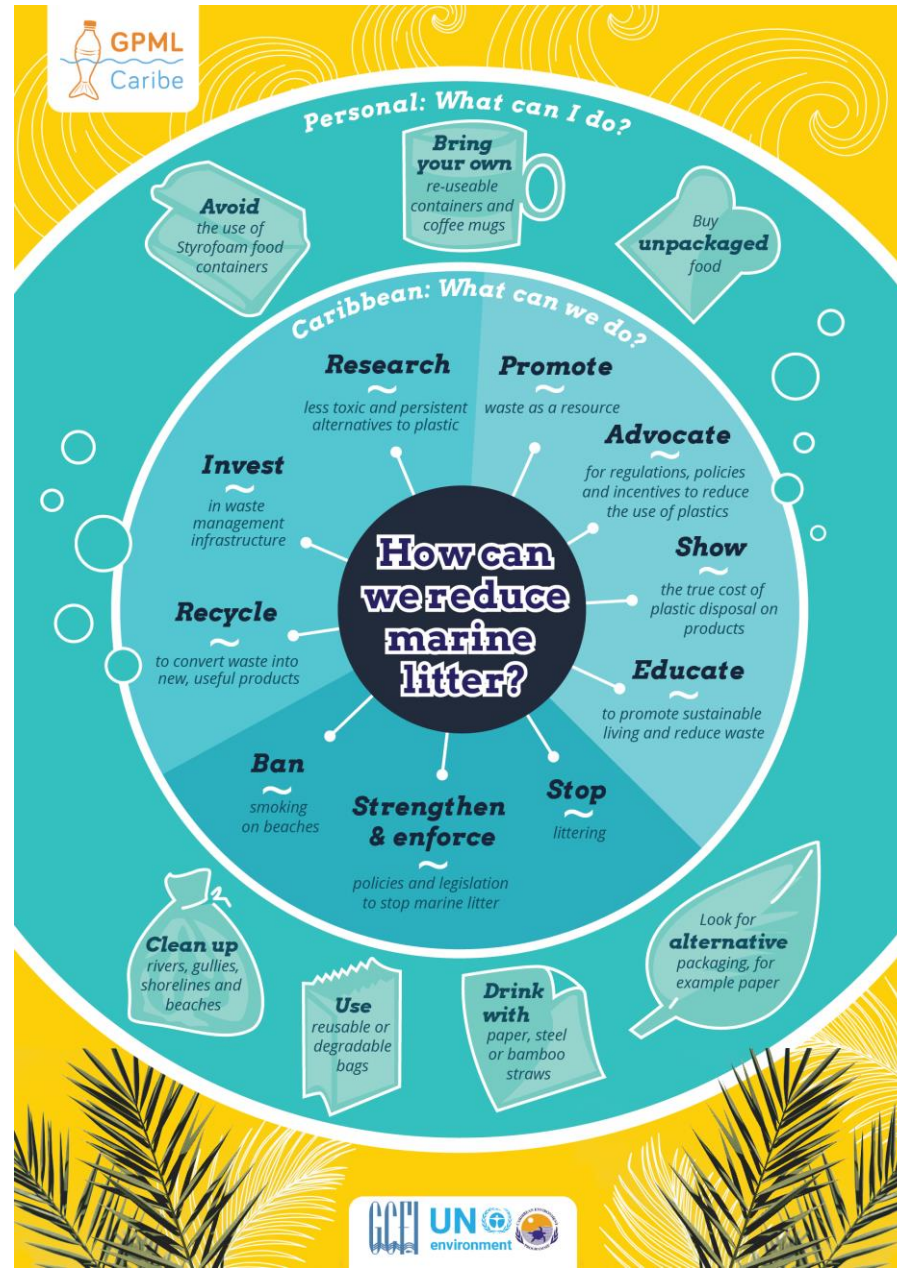 GPML
Caribe
Personal: What can I do?
Avoid
the use of
Styrofoam food
containers
Bring
your own
re-useable
containers and
coffee mugs
Buy
unpackaged
food
Caribbean: What can we do?
Research
less toxic and persistent
alternatives to plastic
Promote
waste as a resource
Advocate
for regulations, policies
and incentives to reduce
the use of plastics
Invest
in waste
management
infrastructure
Show
the true cost of
plastic disposal on
products
How can
we reduce
marine
litter?
Recycle
to convert waste into
new, useful products
Educate
to promote sustainable
living and reduce waste
Ban
smoking
on beaches
Strengthen
& enforce
policies and legislation
to stop marine litter
Stop
littering
Clean up
rivers, gullies,
shorelines and
beaches
Use
reusable or
degradable
bags
Drink
with
paper, steel
or bamboo
straws
Look for
alternative
packaging, for
example paper
GCFI
UN
environment